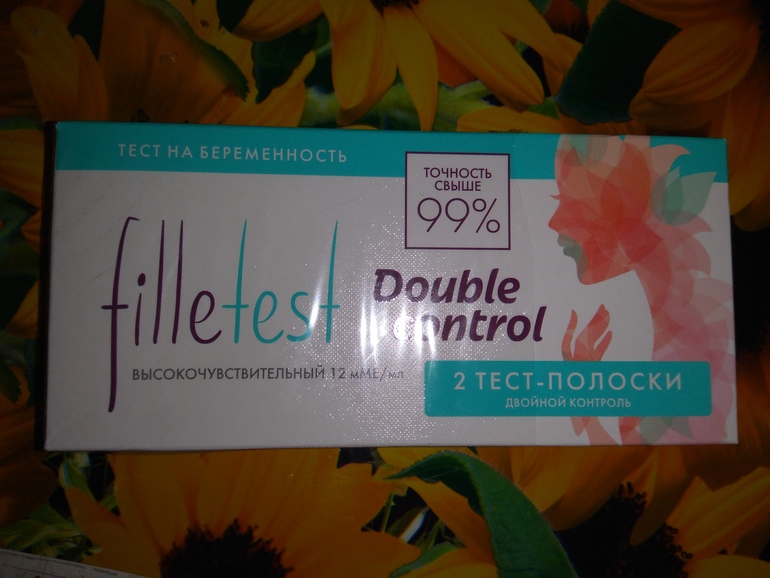 ТЕСТ НА БЕРЕМЕННОСТЬ
ТОЧНОСТЬ
СВЫШЕ
99%
filletest
Double
control
ВЫСОКОЧУВСТВИТЕЛЬНЫЙ 12 мМЕ/мл
2 ТЕСТ-ПОЛОСКИ
ДВОЙНОЙ КОНТРОЛЬ